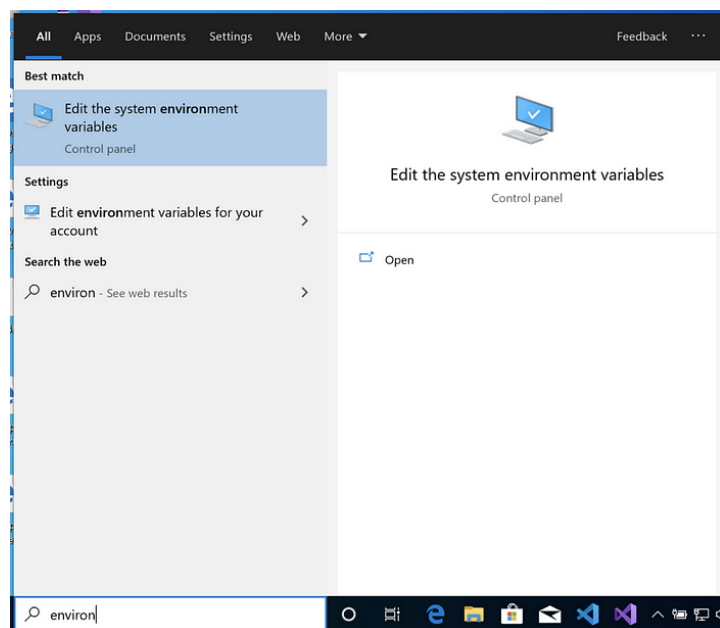 All Apps Documents Settings Web More Feedback ...
Best match
Edit the system environment
variables
Control panel
Settings
Edit environment variables for your
account
Search the web
environ - See web results
Edit the system environment variables
Control panel
Open
environ